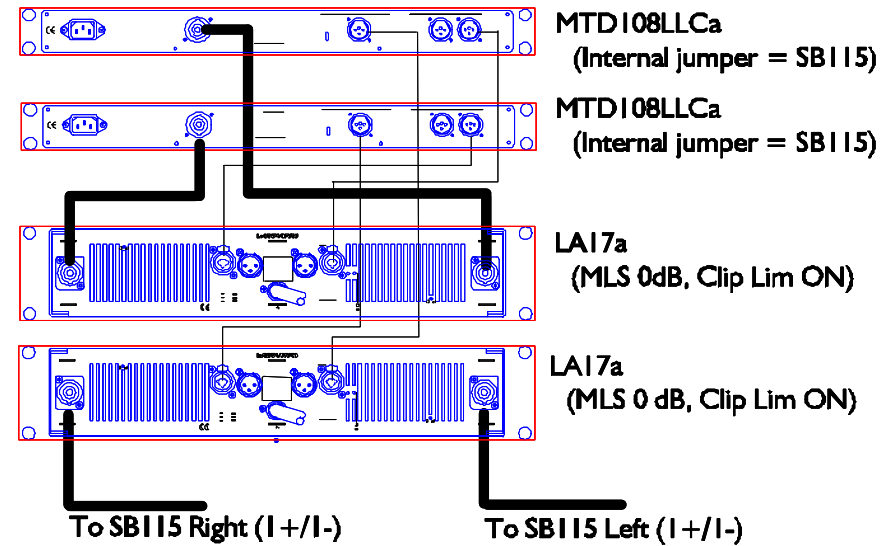 MTD108LLCa
(Internal jumper = SB115)
MTD108LLCa
(Internal jumper = SB115)
LA17a
(MLS 0dB, Clip Lim ON)
LA17a
(MLS 0 dB, Clip Lim ON)
To SB115 Right (1+/1-)
To SB115 Left (1+/1-)